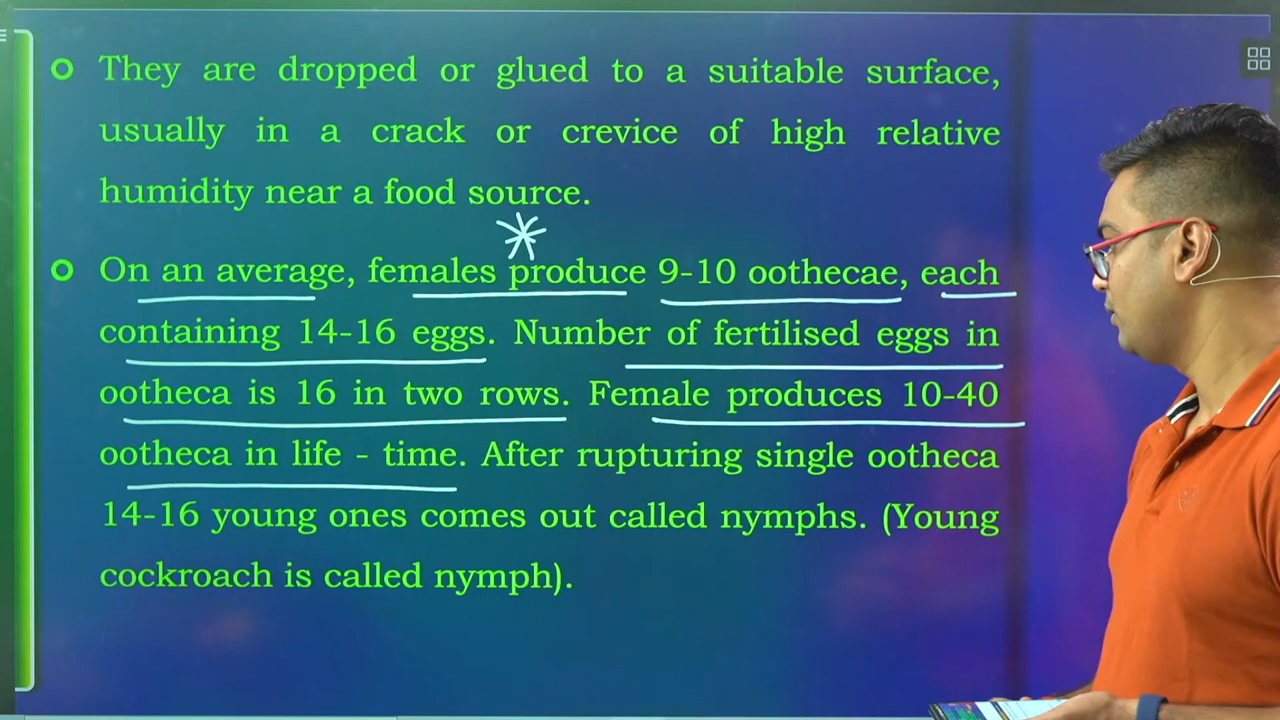 They are dropped or glued to a suitable surface,
usually in a crack or crevice of high relative
humidity near a food source.
On an average, females produce 9-10 oothecae, each
containing 14-16 eggs. Number of fertilised eggs in
ootheca is 16 in two rows. Female produces 10-40
ootheca in life - time. After rupturing single ootheca
14-16 young ones comes out called nymphs. (Young
cockroach is called nymph).